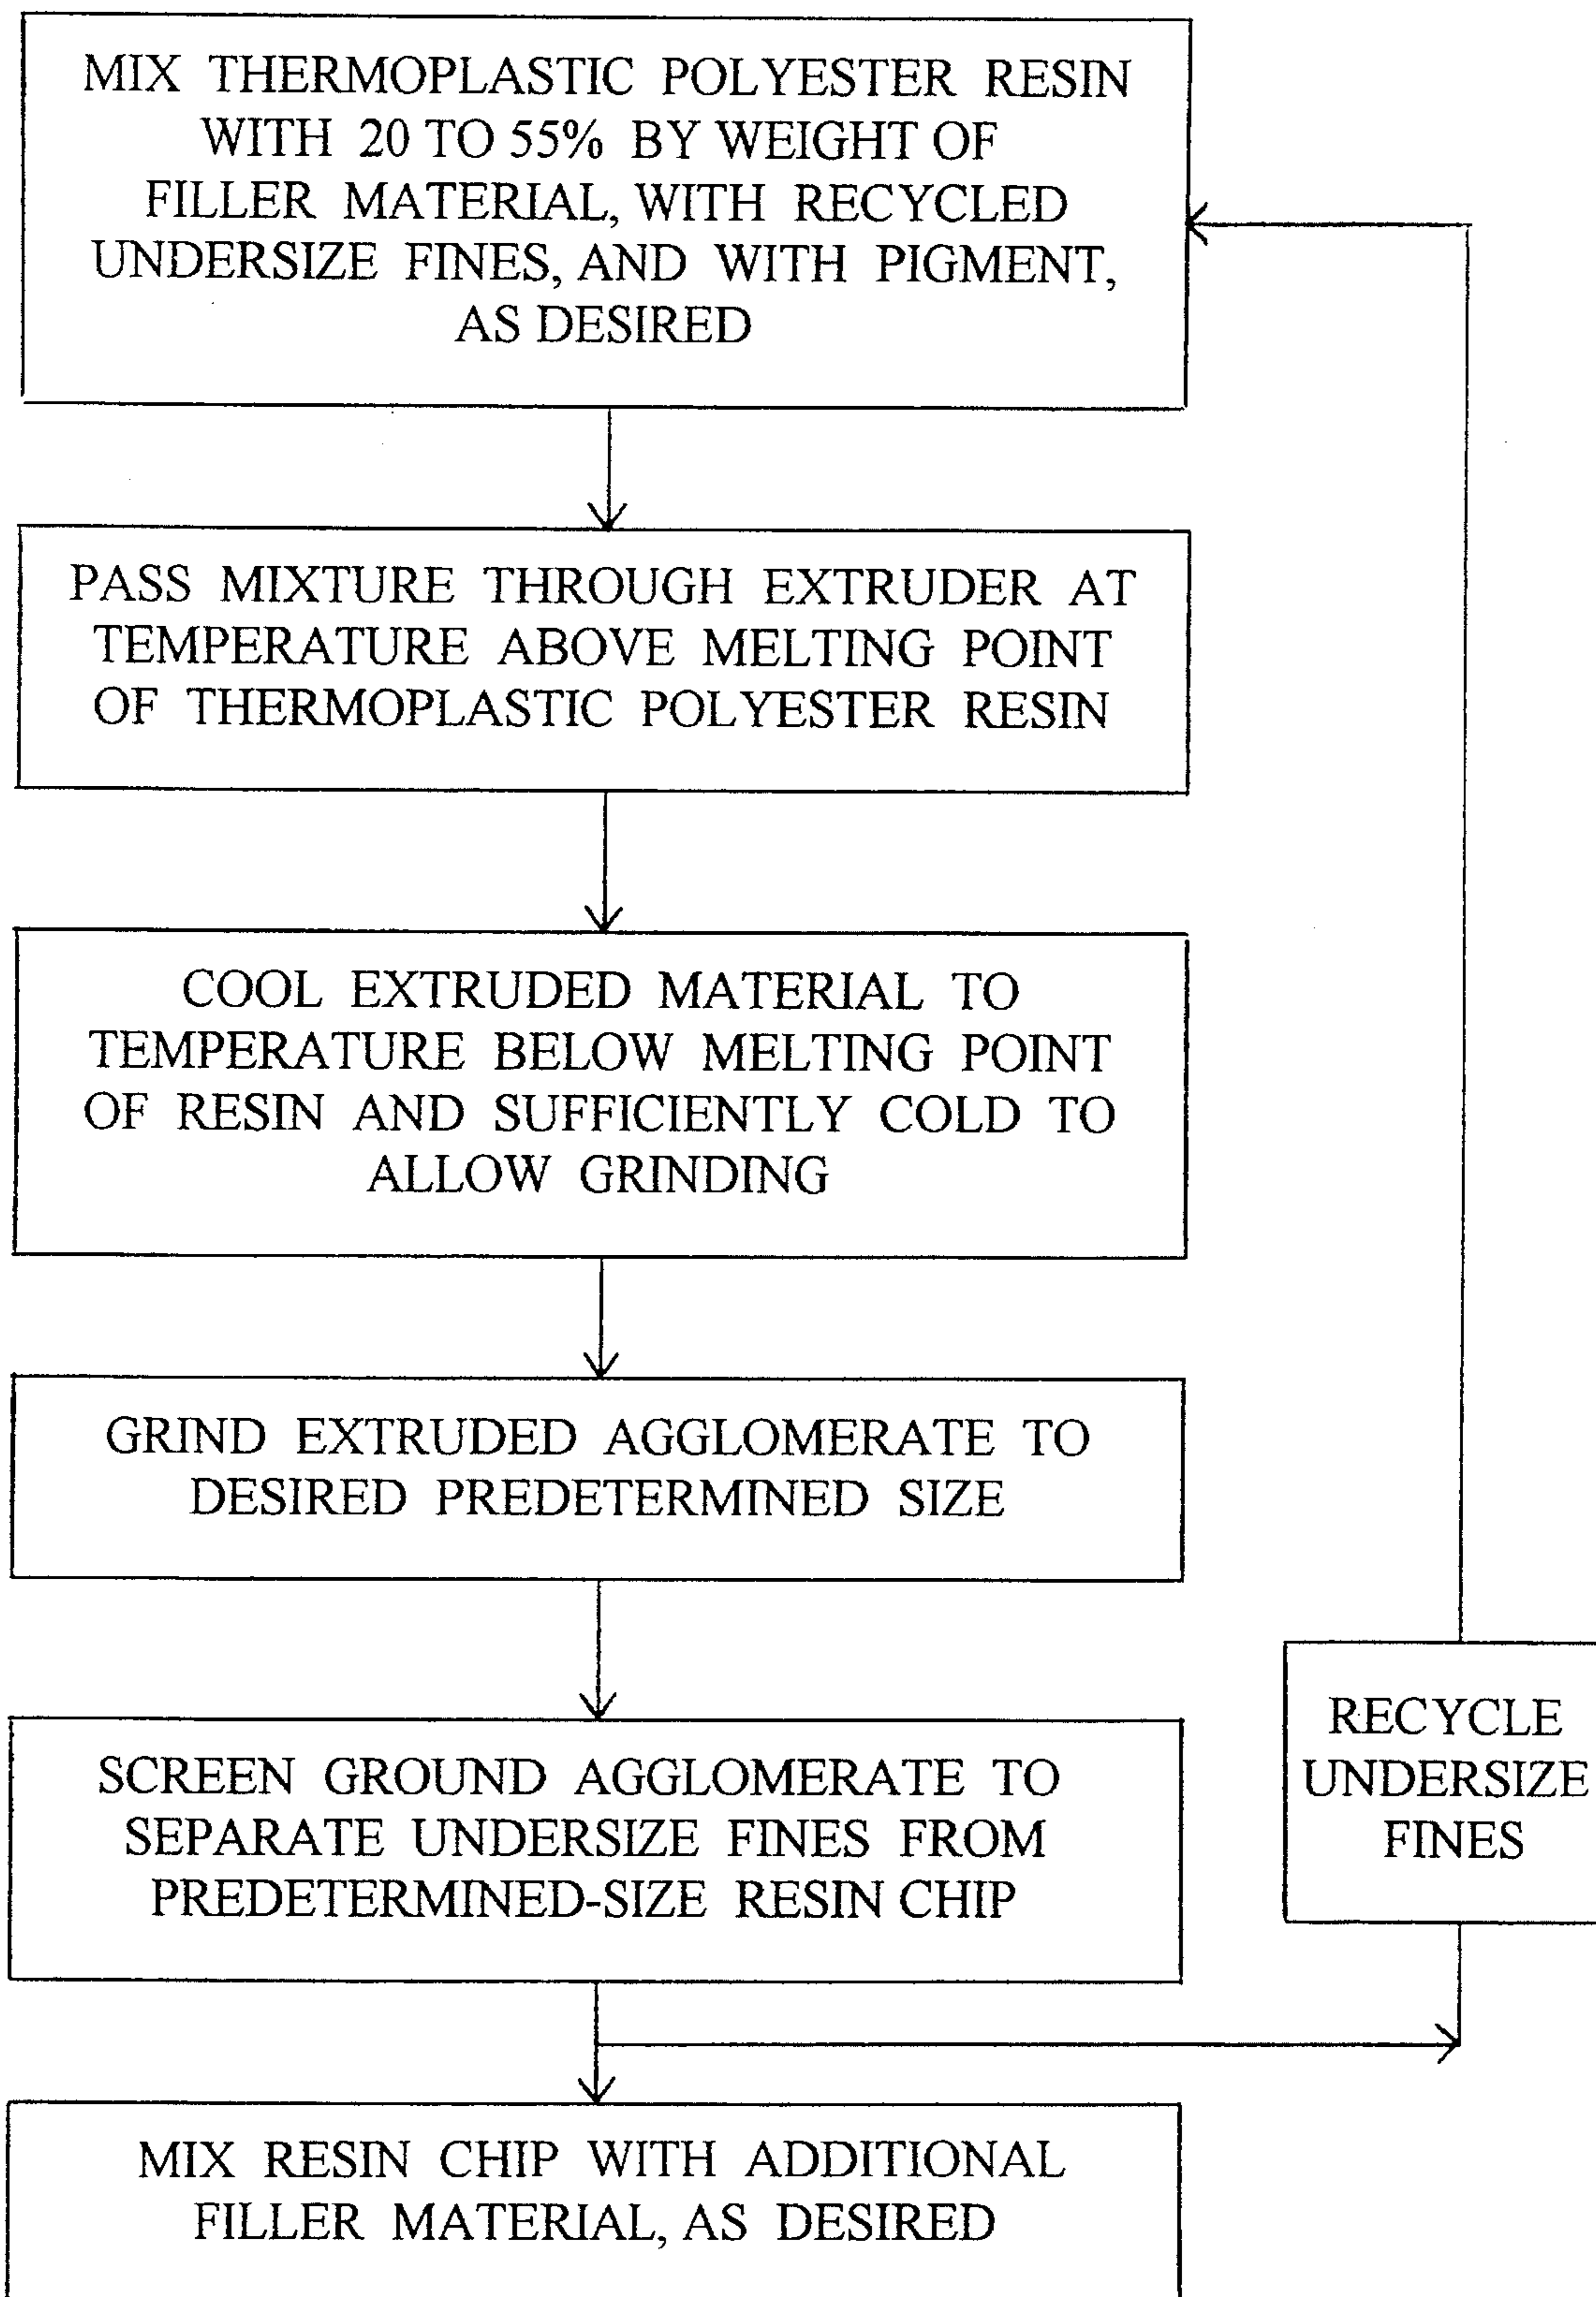 MIX THERMOPLASTIC POLYESTER RESIN
WITH 20 TO 55% BY WEIGHT OF
FILLER MATERIAL, WITH RECYCLED
UNDERSIZE FINES, AND WITH PIGMENT,
AS DESIRED
PASS MIXTURE THROUGH EXTRUDER AT
TEMPERATURE ABOVE MELTING POINT
OF THERMOPLASTIC POLYESTER RESIN
COOL EXTRUDED MATERIAL TO
TEMPERATURE BELOW MELTING POINT
OF RESIN AND SUFFICIENTLY COLD TO
ALLOW GRINDING
GRIND EXTRUDED AGGLOMERATE TO
DESIRED PREDETERMINED SIZE
SCREEN GROUND AGGLOMERATE TO
SEPARATE UNDERSIZE FINES FROM
PREDETERMINED-SIZE RESIN CHIP
RECYCLE
UNDERSIZE
FINES
MIX RESIN CHIP WITH ADDITIONAL
FILLER MATERIAL, AS DESIRED